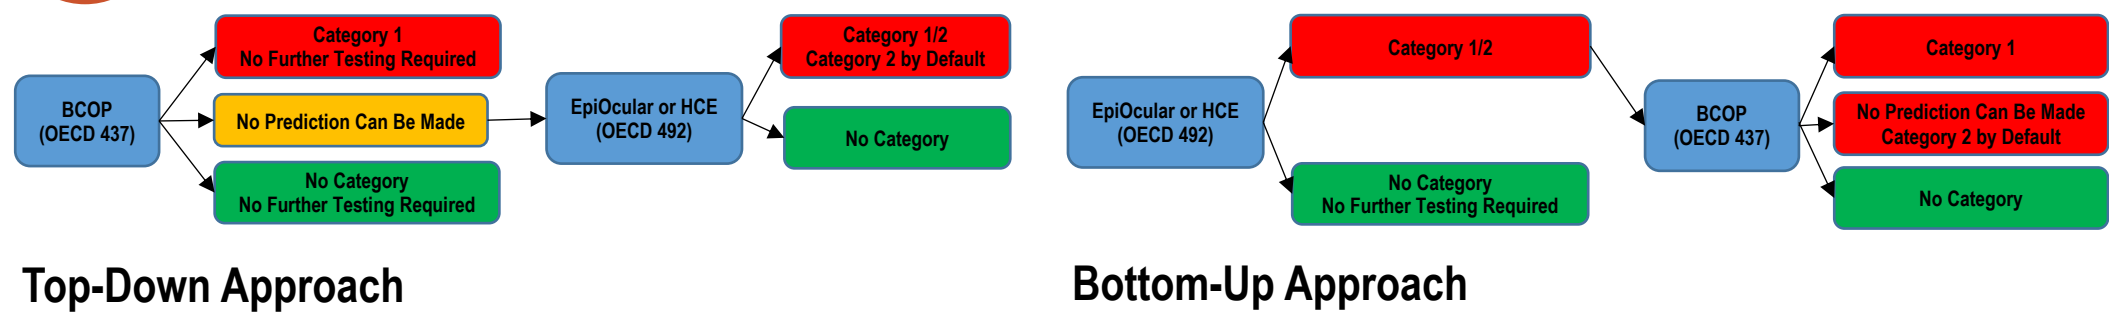 BCOP
(OECD 437)
Category 1
No Further Testing Required
No Prediction Can Be Made
No Category
No Further Testing Required
EpiOcular or HCE
(OECD 492)
Category 1/2
Category 2 by Default
No Category
Top-Down Approach
EpiOcular or HCE
(OECD 492)
Category 1/2
No Category
No Further Testing Required
BCOP
(OECD 437)
Category 1
No Prediction Can Be Made
Category 2 by Default
No Category
Bottom-Up Approach